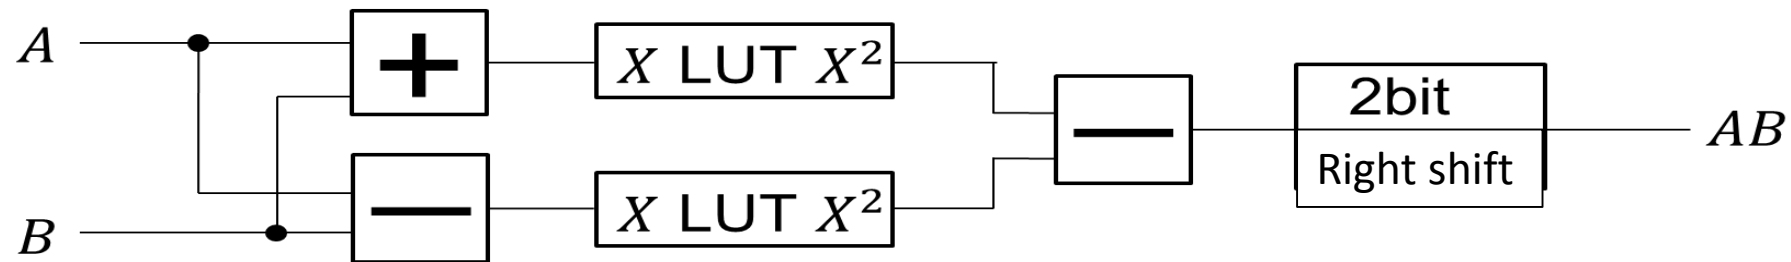 A
+
X LUT X²
2bit
—
AB
Right shift
—
X LUT X²
B